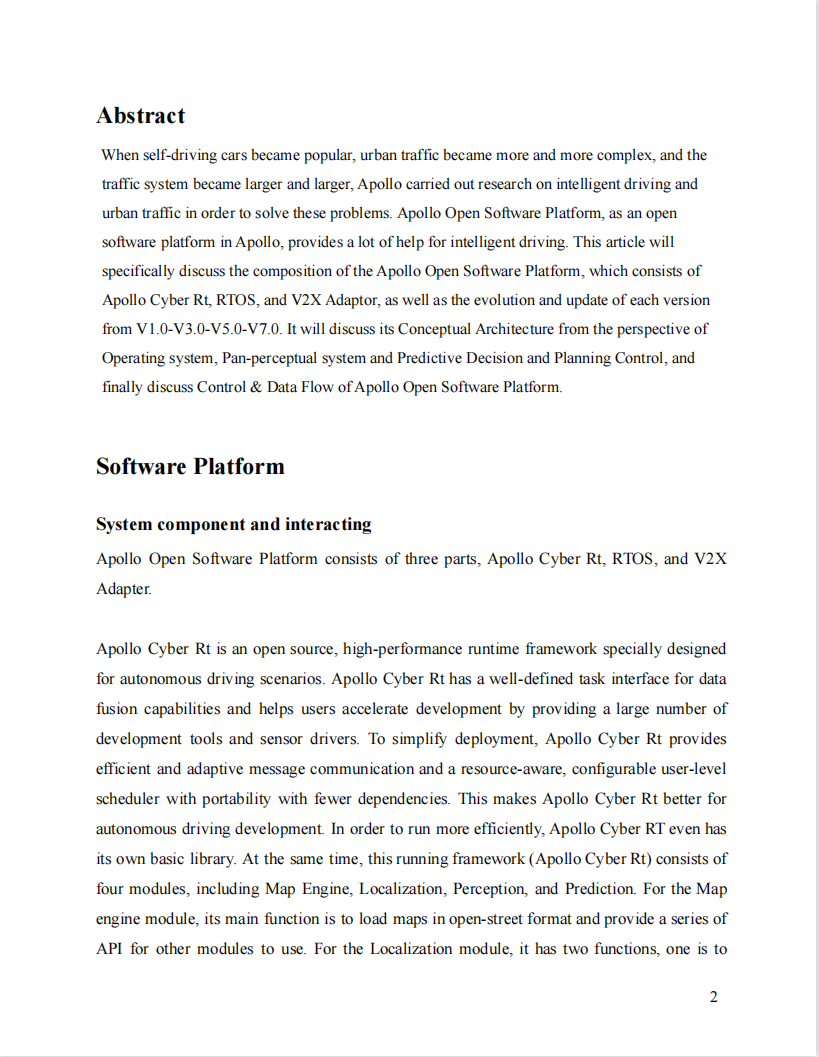 Abstract
When self-driving cars became popular, urban traffic became more and more complex, and the
traffic system became larger and larger, Apollo carried out research on intelligent driving and
urban traffic in order to solve these problems. Apollo Open Software Platform, as an open
software platform in Apollo, provides a lot of help for intelligent driving. This article will
specifically discuss the composition of the Apollo Open Software Platform, which consists of
Apollo Cyber Rt, RTOS, and V2X Adaptor, as well as the evolution and update of each version
from V1.0-V3.0-V5.0-V7.0. It will discuss its Conceptual Architecture from the perspective of
Operating system, Pan-perceptual system and Predictive Decision and Planning Control, and
finally discuss Control & Data Flow of Apollo Open Software Platform.
Software Platform
System component and interacting
Apollo Open Software Platform consists of three parts, Apollo Cyber Rt, RTOS, and V2X
Adapter.
Apollo Cyber Rt is an open source, high-performance runtime framework specially designed
for autonomous driving scenarios. Apollo Cyber Rt has a well-defined task interface for data
fusion capabilities and helps users accelerate development by providing a large number of
development tools and sensor drivers. To simplify deployment, Apollo Cyber Rt provides
efficient and adaptive message communication and a resource-aware, configurable user-level
scheduler with portability with fewer dependencies. This makes Apollo Cyber Rt better for
autonomous driving development. In order to run more efficiently, Apollo Cyber RT even has
its own basic library. At the same time, this running framework (Apollo Cyber Rt) consists of
four modules, including Map Engine, Localization, Perception, and Prediction. For the Map
engine module, its main function is to load maps in open-street format and provide a series of
API for other modules to use. For the Localization module, it has two functions, one is to
2